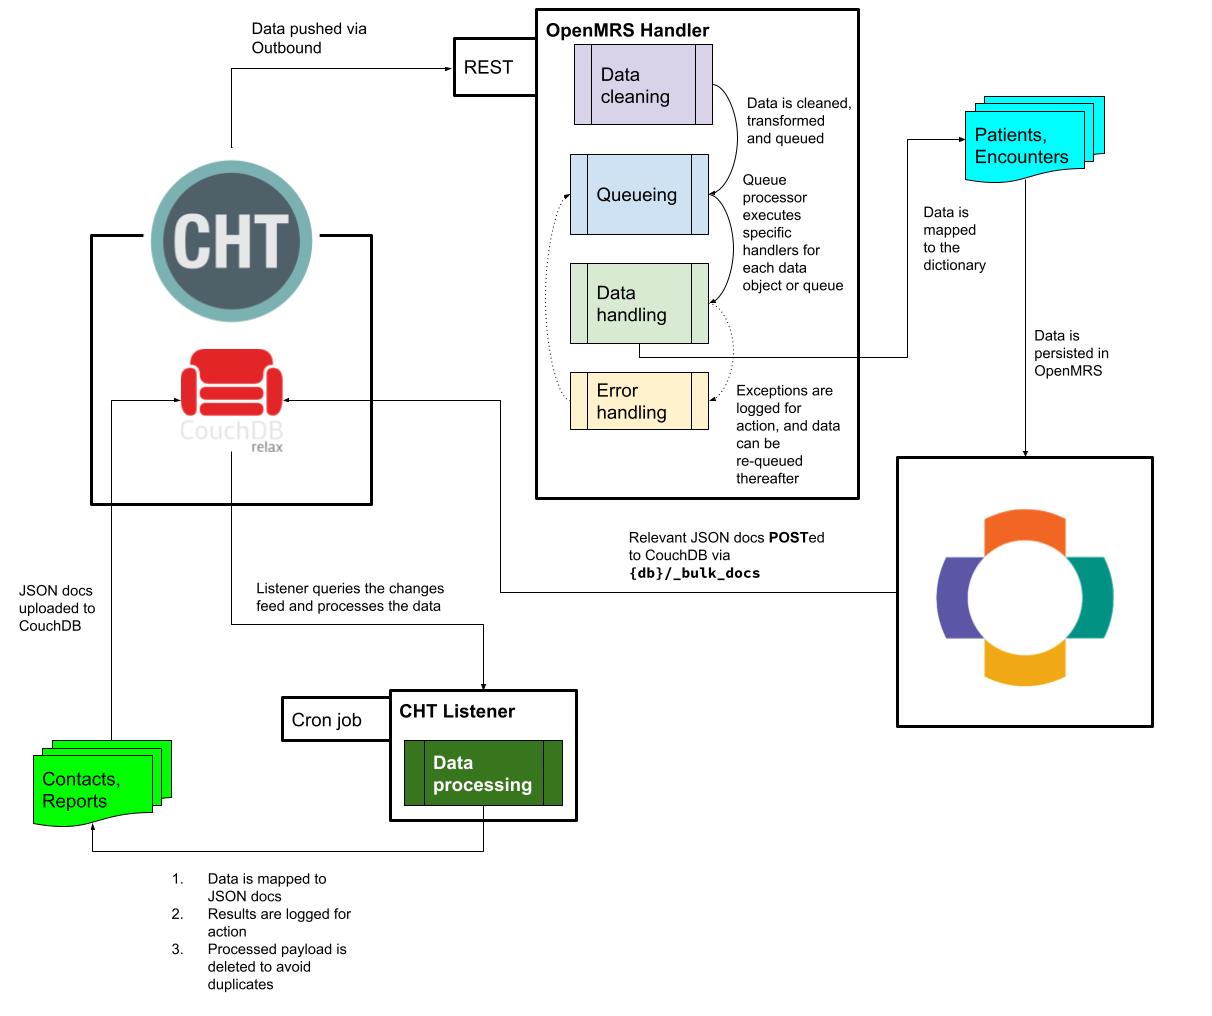 Data pushed via
Outbound
REST
OpenMRS Handler
Data
cleaning
Data is cleaned,
transformed
and queued
Queueing
Queue
processor
executes
specific
handlers for
each data
object or queue
Data
handling
Error
handling
Exceptions are
logged for
action, and data
can be
re-queued
thereafter
Patients,
Encounters
Data is
mapped
to the
dictionary
Data is
persisted in
OpenMRS
CHT
CouchDB
relax
Relevant JSON docs POSTed
to CouchDB via
{db}/_bulk_docs
JSON docs
uploaded to
CouchDB
Listener queries the changes
feed and processes the data
Cron job
CHT Listener
Data
processing
Contacts,
Reports
1. Data is mapped to
JSON docs
2. Results are logged for
action
3. Processed payload is
deleted to avoid
duplicates